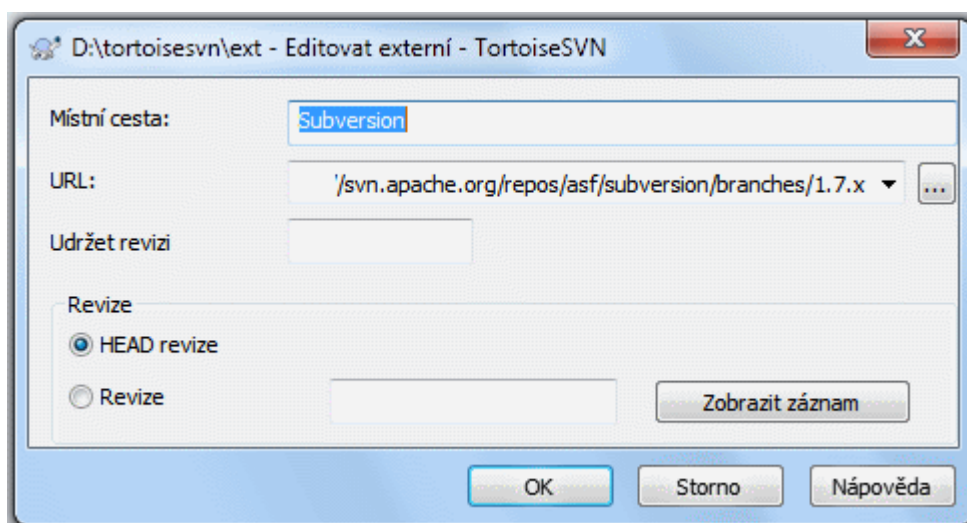 D:\tortoisesvn\ext - Editovat externí - TortoiseSVN
Místní cesta: Subversion
URL: '/svn.apache.org/repos/asf/subversion/branches/1.7.x ...
Udržet revizi
Revize
HEAD revize
Revize Zobrazit záznam
OK Storno Nápověda